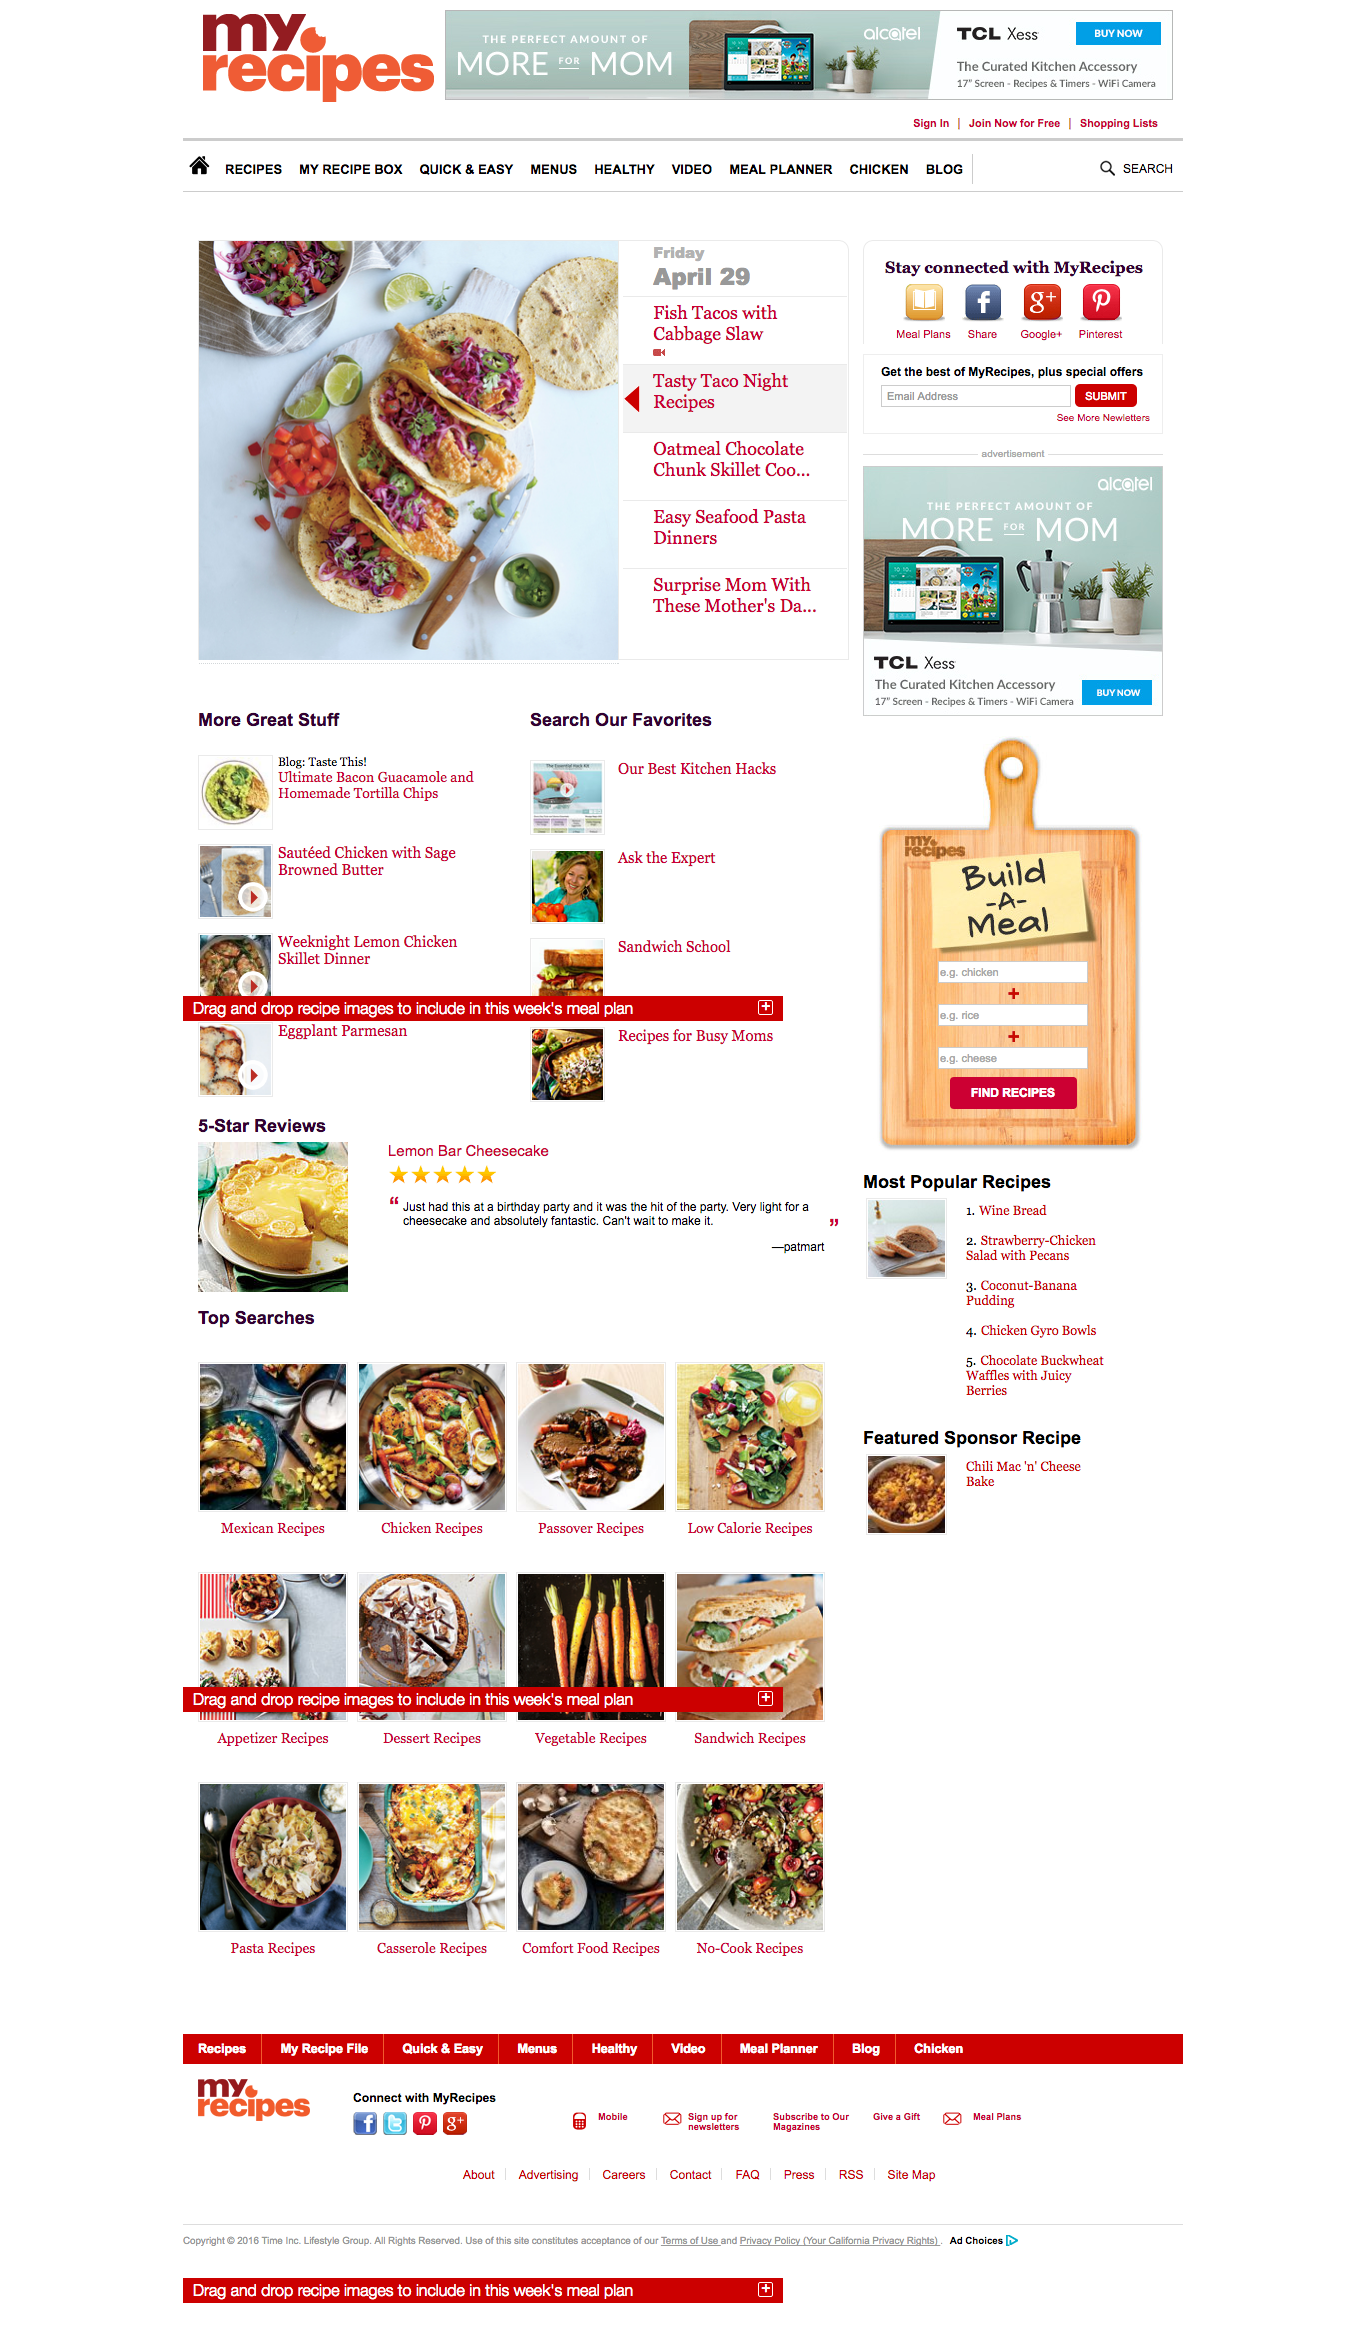 my recipes
THE PERFECT AMOUNT OF
MORE FOR MOM
alcatel
TCL Xess
BUY NOW
The Curated Kitchen Accessory
17" Screen - Recipes & Timers - WiFi Camera
Sign In | Join Now for Free | Shopping Lists
RECIPES MY RECIPE BOX QUICK & EASY MENUS HEALTHY VIDEO MEAL PLANNER CHICKEN BLOG SEARCH
Friday
April 29
Fish Tacos with
Cabbage Slaw
Tasty Taco Night
Recipes
Oatmeal Chocolate
Chunk Skillet Coo...
Easy Seafood Pasta
Dinners
Surprise Mom With
These Mother's Da...
Stay connected with MyRecipes
Meal Plans Share Google+ Pinterest
Get the best of MyRecipes, plus special offers
Email Address SUBMIT
See More Newletters
advertisement
alcatel
THE PERFECT AMOUNT OF
MORE FOR MOM
TCL Xess
The Curated Kitchen Accessory
17" Screen - Recipes & Timers - WiFi Camera
BUY NOW
More Great Stuff
Blog: Taste This!
Ultimate Bacon Guacamole and
Homemade Tortilla Chips
Sautéed Chicken with Sage
Browned Butter
Weeknight Lemon Chicken
Skillet Dinner
Search Our Favorites
Our Best Kitchen Hacks
Ask the Expert
Sandwich School
Drag and drop recipe images to include in this week's meal plan
Eggplant Parmesan
Recipes for Busy Moms
my recipes
Build
-A-
Meal
e.g. chicken
+
e.g. rice
+
e.g. cheese
FIND RECIPES
5-Star Reviews
Lemon Bar Cheesecake
“ Just had this at a birthday party and it was the hit of the party. Very light for a
cheesecake and absolutely fantastic. Can't wait to make it. ”
—patmart
Most Popular Recipes
1. Wine Bread
2. Strawberry-Chicken
Salad with Pecans
3. Coconut-Banana
Pudding
4. Chicken Gyro Bowls
5. Chocolate Buckwheat
Waffles with Juicy
Berries
Featured Sponsor Recipe
Chili Mac 'n' Cheese
Bake
Top Searches
Mexican Recipes Chicken Recipes Passover Recipes Low Calorie Recipes
Drag and drop recipe images to include in this week's meal plan
Appetizer Recipes Dessert Recipes Vegetable Recipes Sandwich Recipes
Pasta Recipes Casserole Recipes Comfort Food Recipes No-Cook Recipes
Recipes My Recipe File Quick & Easy Menus Healthy Video Meal Planner Blog Chicken
my recipes
Connect with MyRecipes
Mobile
Sign up for
newsletters
Subscribe to Our
Magazines
Give a Gift
Meal Plans
About Advertising Careers Contact FAQ Press RSS Site Map
Copyright © 2016 Time Inc. Lifestyle Group. All Rights Reserved. Use of this site constitutes acceptance of our Terms of Use and Privacy Policy (Your California Privacy Rights) . Ad Choices
Drag and drop recipe images to include in this week's meal plan